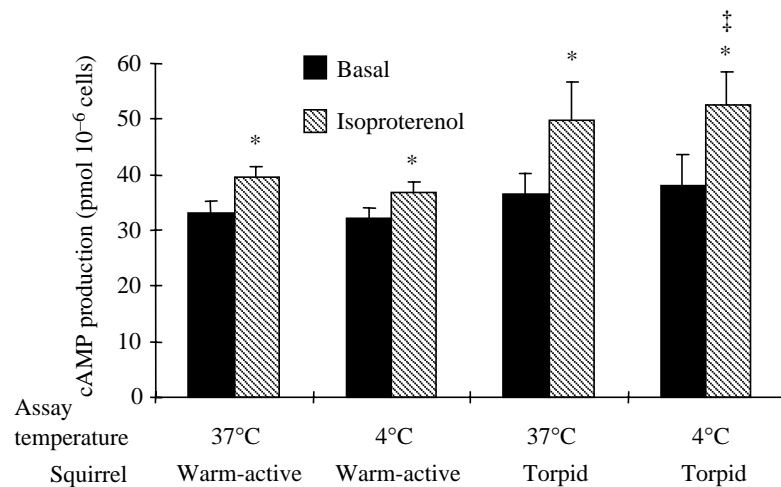 cAMP production (pmol 10⁻⁶ cells)
60
50
40
30
20
10
0
Basal
Isoproterenol
*
*
*
‡
*
Assay
temperature 37°C 4°C 37°C 4°C
Squirrel Warm-active Warm-active Torpid Torpid